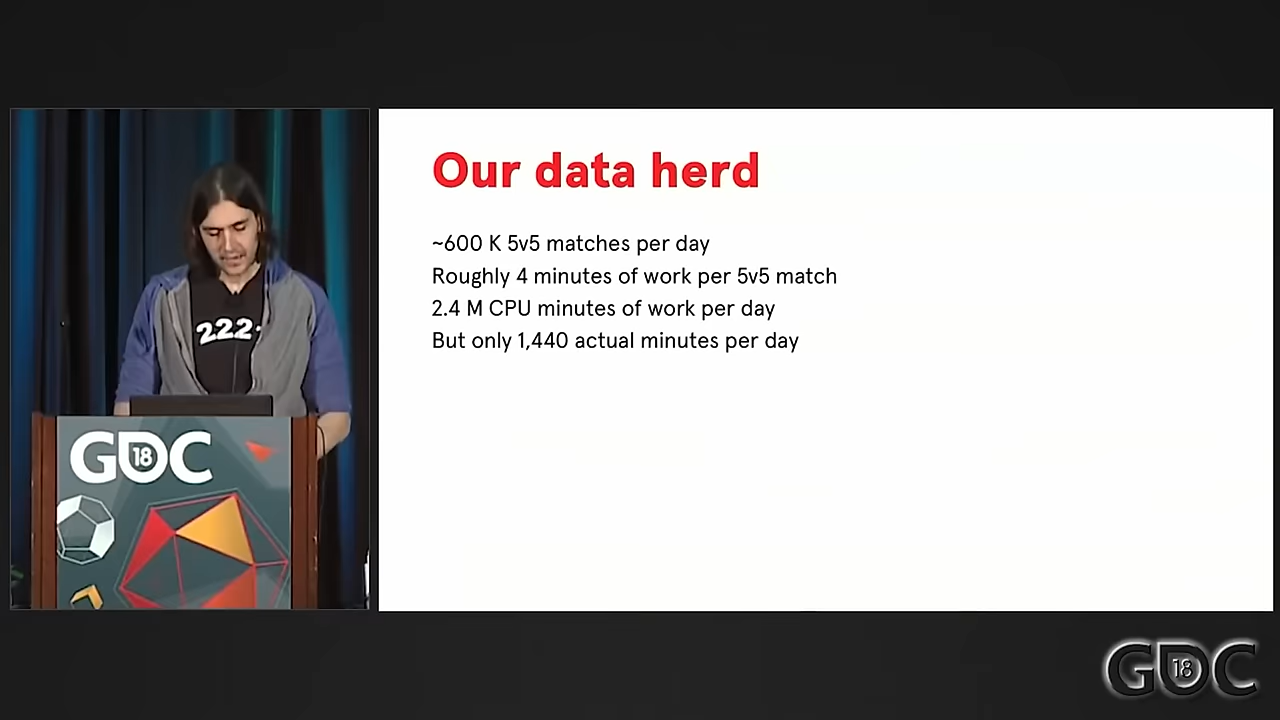 Our data herd
~600 K 5v5 matches per day
Roughly 4 minutes of work per 5v5 match
2.4 M CPU minutes of work per day
But only 1,440 actual minutes per day
222
GDC 18
GDC 18